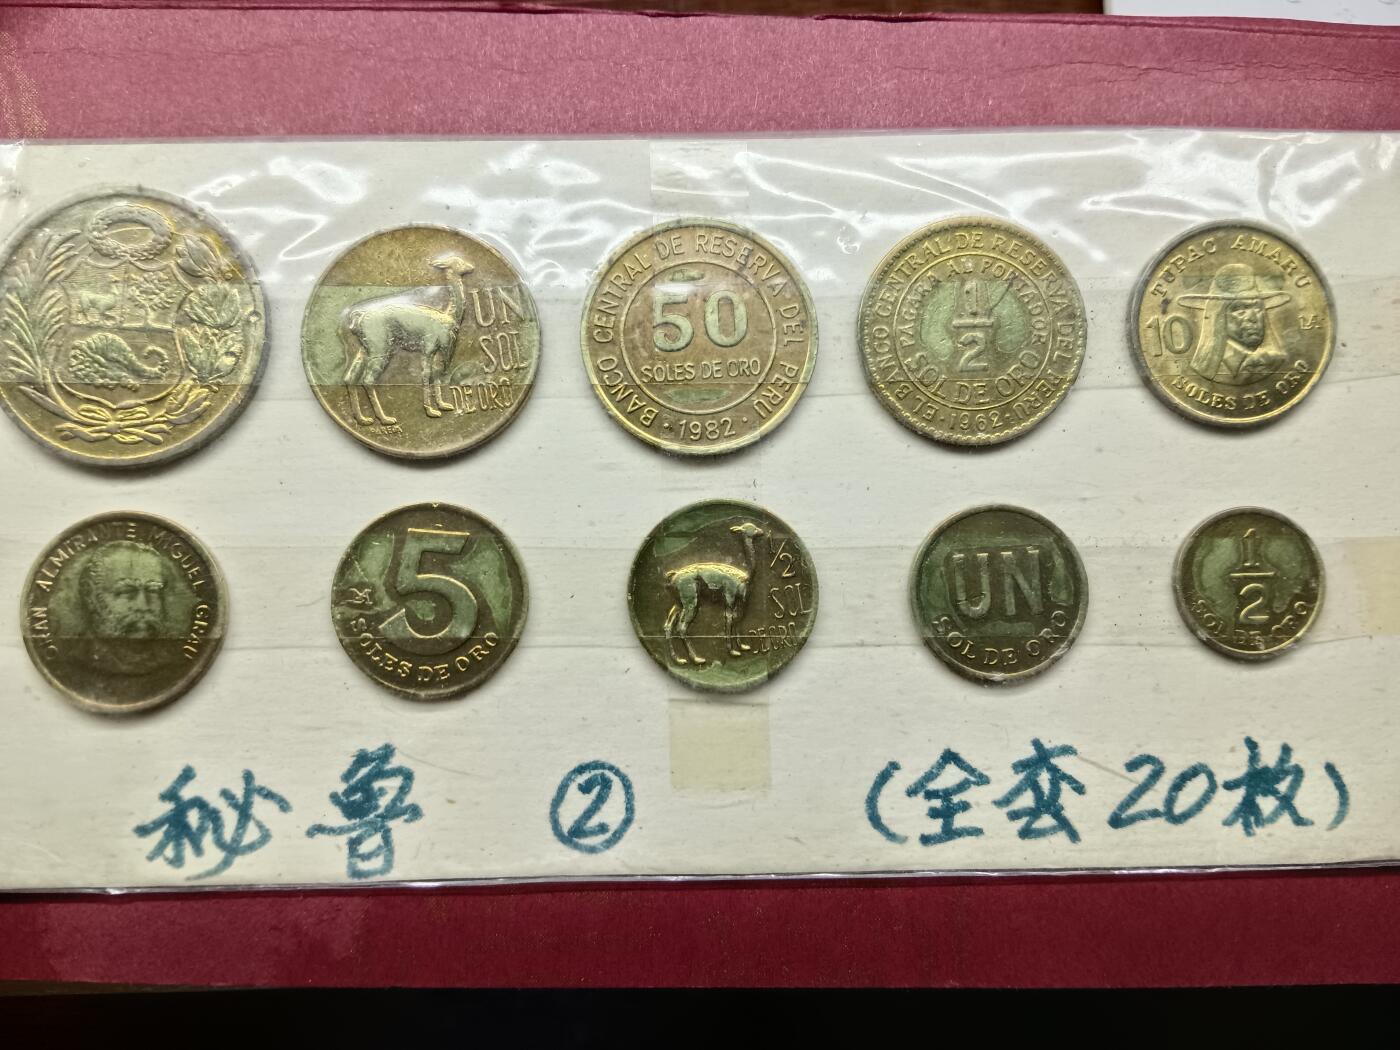 UN
SOL
DE ORO
BANCO CENTRAL DE RESERVA DEL PERU
50
SOLES DE ORO
1982
EL BANCO CENTRAL DE RESERVA DEL PERU
PAGARA AL PORTADOR
1/2
SOL DE ORO
1962
TUPAC AMARU
10
SOLES DE ORO
GRAN ALMIRANTE MIGUEL GRAU
5
SOLES DE ORO
1/2
SOL
DE ORO
UN
SOL DE ORO
1/2
SOL DE ORO
秘鲁 ② (全套20枚)